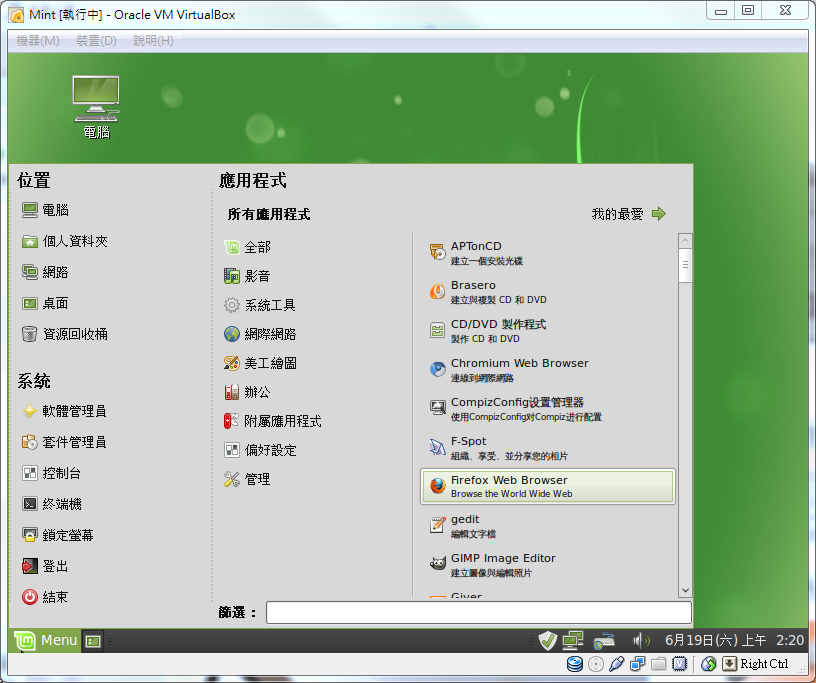 Mint [執行中] - Oracle VM VirtualBox
機器(M) 裝置(D) 說明(H)
電腦
位置
電腦
個人資料夾
網路
桌面
資源回收桶
系統
軟體管理員
套件管理員
控制台
終端機
鎖定螢幕
登出
結束
應用程式
所有應用程式
我的最愛
全部
影音
系統工具
網際網路
美工繪圖
辦公
附屬應用程式
偏好設定
管理
APTonCD
建立一個安裝光碟
Brasero
建立與複製 CD 和 DVD
CD/DVD 製作程式
製作 CD 和 DVD
Chromium Web Browser
連線到網際網路
CompizConfig设置管理器
使用CompizConfig对Compiz进行配置
F-Spot
組織、享受、並分享您的相片
Firefox Web Browser
Browse the World Wide Web
gedit
編輯文字檔
GIMP Image Editor
建立圖像與編輯照片
Giver
篩選：
Menu
6月19日(六) 上午 2:20
Right Ctrl